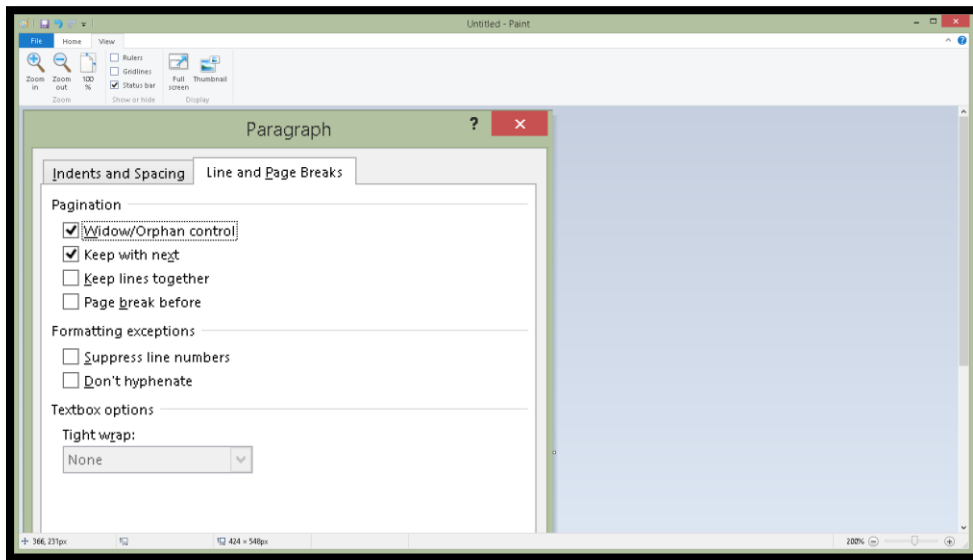 Untitled - Paint
File Home View
Zoom in
Zoom out
100 %
Rulers
Gridlines
Status bar
Full screen
Thumbnail
Zoom
Show or hide
Display
Paragraph ?
Indents and Spacing
Line and Page Breaks
Pagination
Widow/Orphan control
Keep with next
Keep lines together
Page break before
Formatting exceptions
Suppress line numbers
Don't hyphenate
Textbox options
Tight wrap:
None
366, 231px
424 × 548px
200%